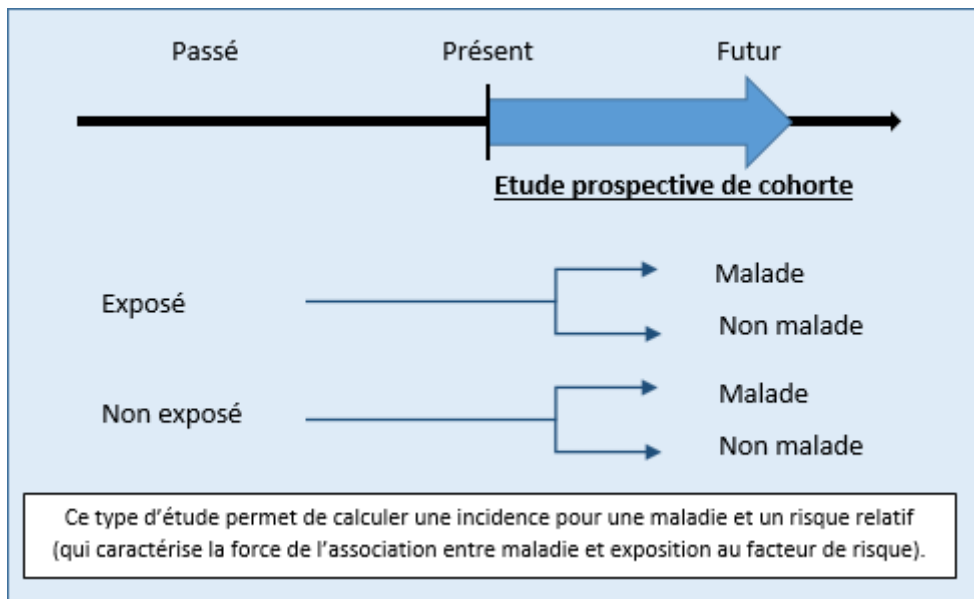 Passé Présent Futur
Etude prospective de cohorte
Exposé
Malade
Non malade
Non exposé
Malade
Non malade
Ce type d'étude permet de calculer une incidence pour une maladie et un risque relatif
(qui caractérise la force de l'association entre maladie et exposition au facteur de risque).